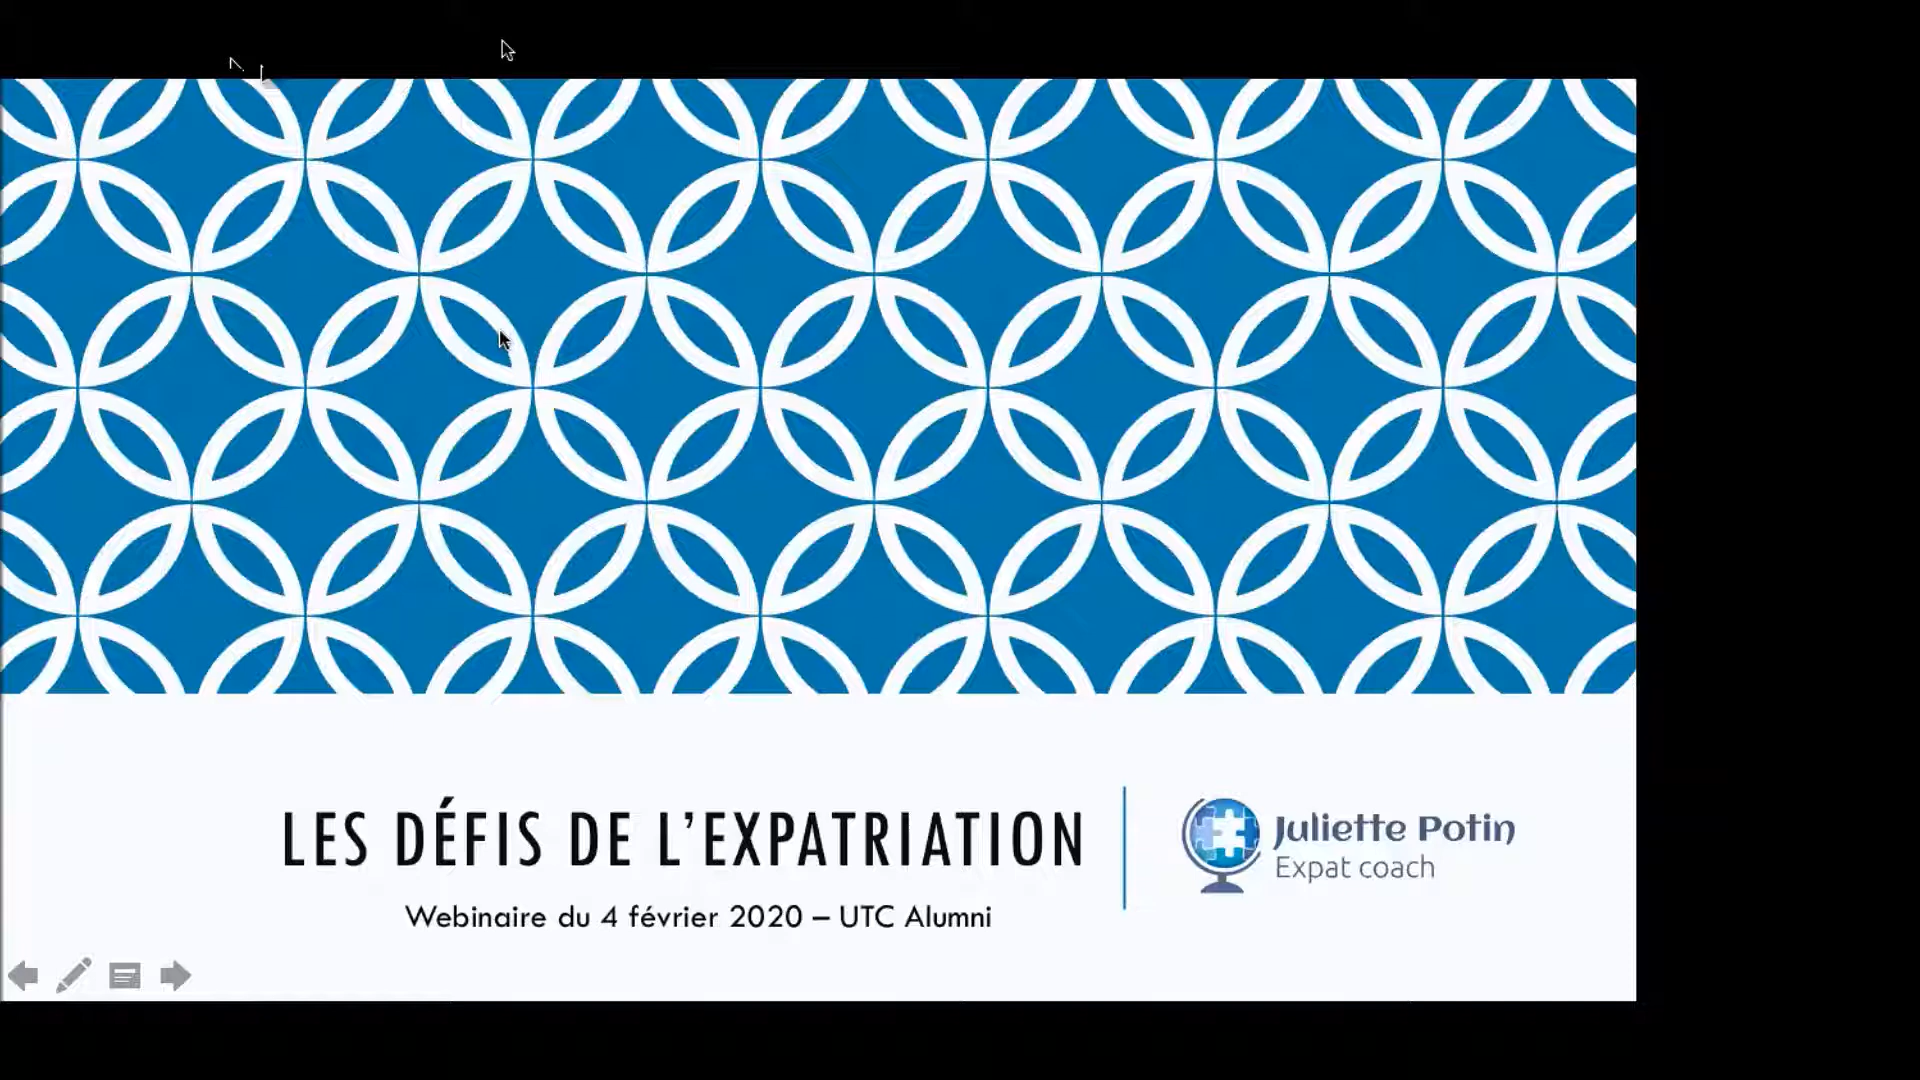 LES DÉFIS DE L’EXPATRIATION
Webinaire du 4 février 2020 – UTC Alumni
Juliette Potin
Expat coach